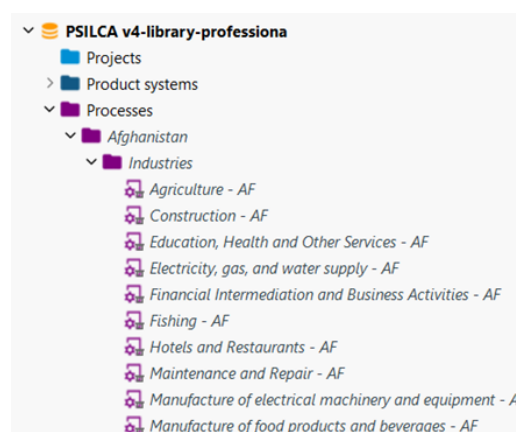 PSILCA v4-library-professiona
Projects
Product systems
Processes
Afghanistan
Industries
Agriculture - AF
Construction - AF
Education, Health and Other Services - AF
Electricity, gas, and water supply - AF
Financial Intermediation and Business Activities - AF
Fishing - AF
Hotels and Restaurants - AF
Maintenance and Repair - AF
Manufacture of electrical machinery and equipment - A
Manufacture of food products and beverages - AF